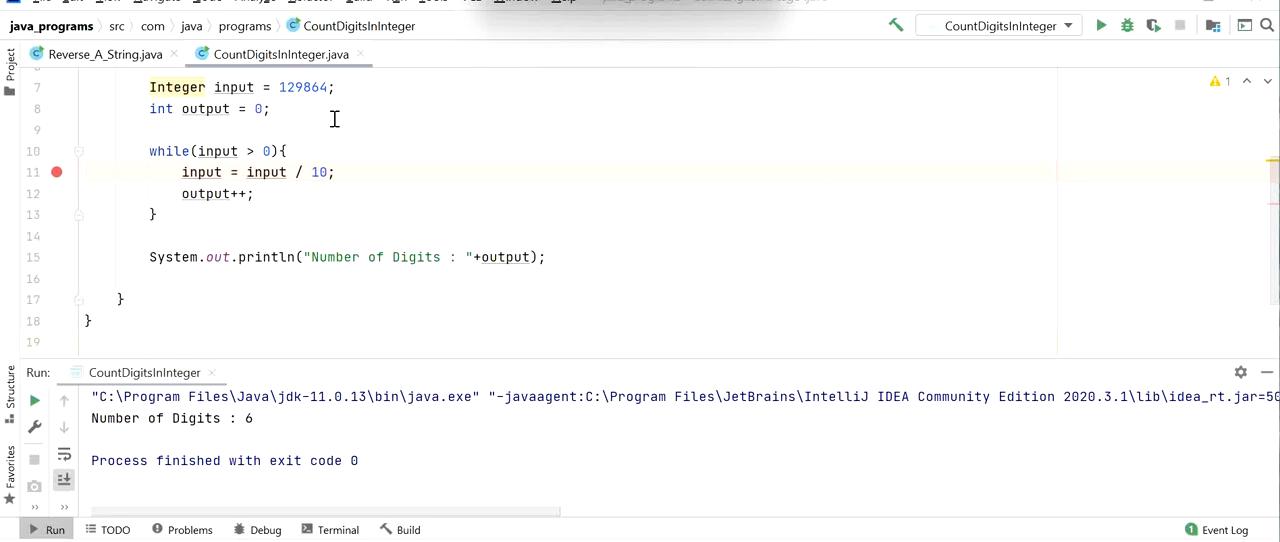 java_programs src com java programs CountDigitsInInteger CountDigitsInInteger
Project
Reverse_A_String.java CountDigitsInInteger.java
7 Integer input = 129864; 1
8 int output = 0;
9
10 while(input > 0){
11 input = input / 10;
12 output++;
13 }
14
15 System.out.println("Number of Digits : "+output);
16
17 }
18 }
19
Run: CountDigitsInInteger
Structure
"C:\Program Files\Java\jdk-11.0.13\bin\java.exe" "-javaagent:C:\Program Files\JetBrains\IntelliJ IDEA Community Edition 2020.3.1\lib\idea_rt.jar=50
Number of Digits : 6
Favorites
Process finished with exit code 0
Run TODO Problems Debug Terminal Build 1 Event Log